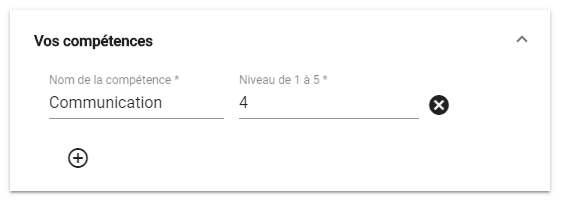 Vos compétences
Nom de la compétence *
Niveau de 1 à 5 *
Communication
4